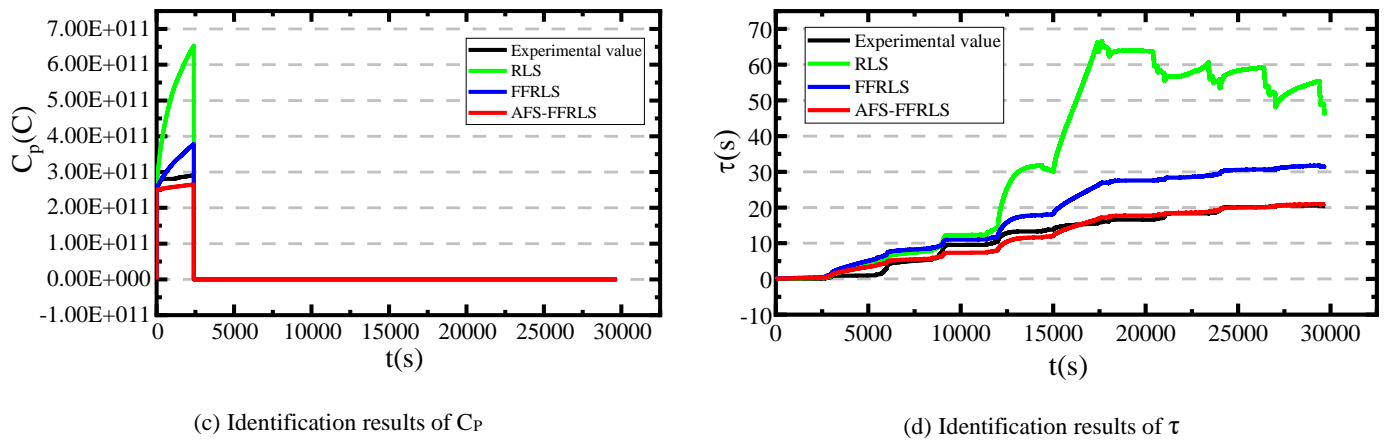 7.00E+011
6.00E+011
5.00E+011
4.00E+011
3.00E+011
2.00E+011
1.00E+011
0.00E+000
-1.00E+011
Cp(C)
0 5000 10000 15000 20000 25000 30000
t(s)
Experimental value
RLS
FFRLS
AFS-FFRLS
(c) Identification results of CP
70
60
50
40
30
20
10
0
-10
τ(s)
0 5000 10000 15000 20000 25000 30000
t(s)
Experimental value
RLS
FFRLS
AFS-FFRLS
(d) Identification results of τ